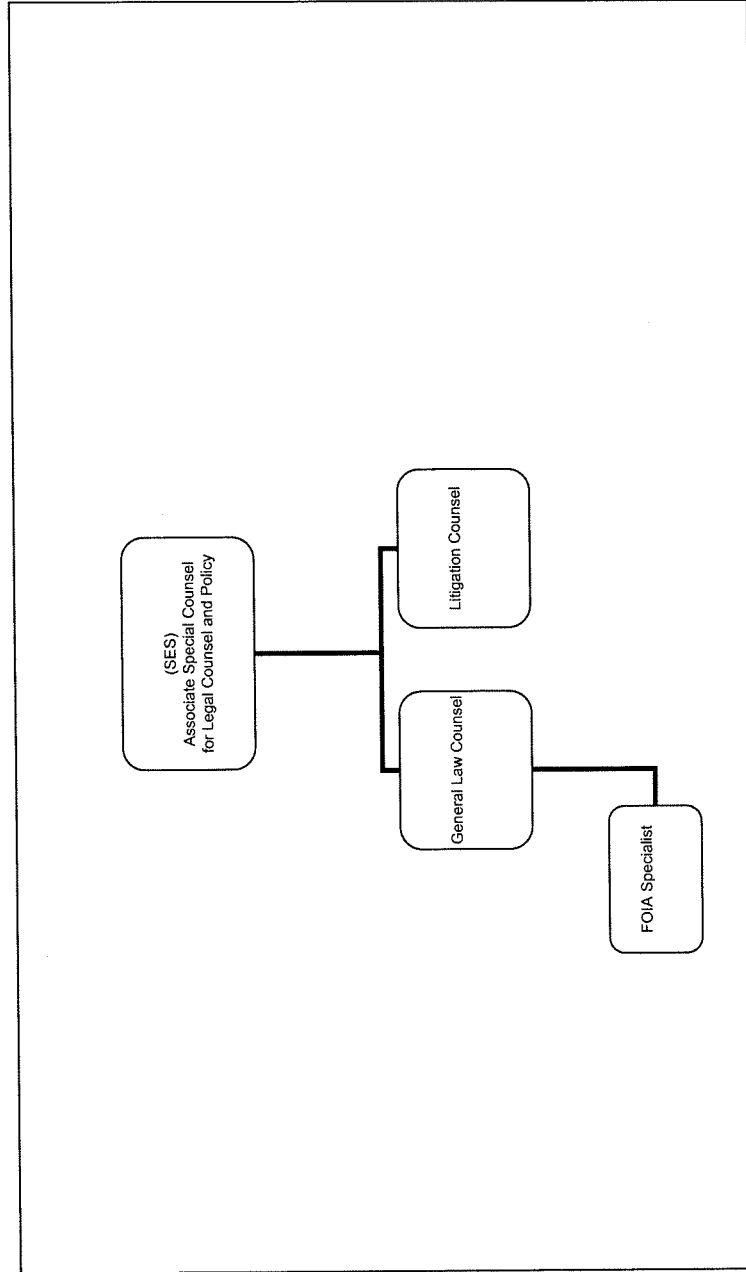 (SES)
Associate Special Counsel
for Legal Counsel and Policy
General Law Counsel
Litigation Counsel
FOIA Specialist